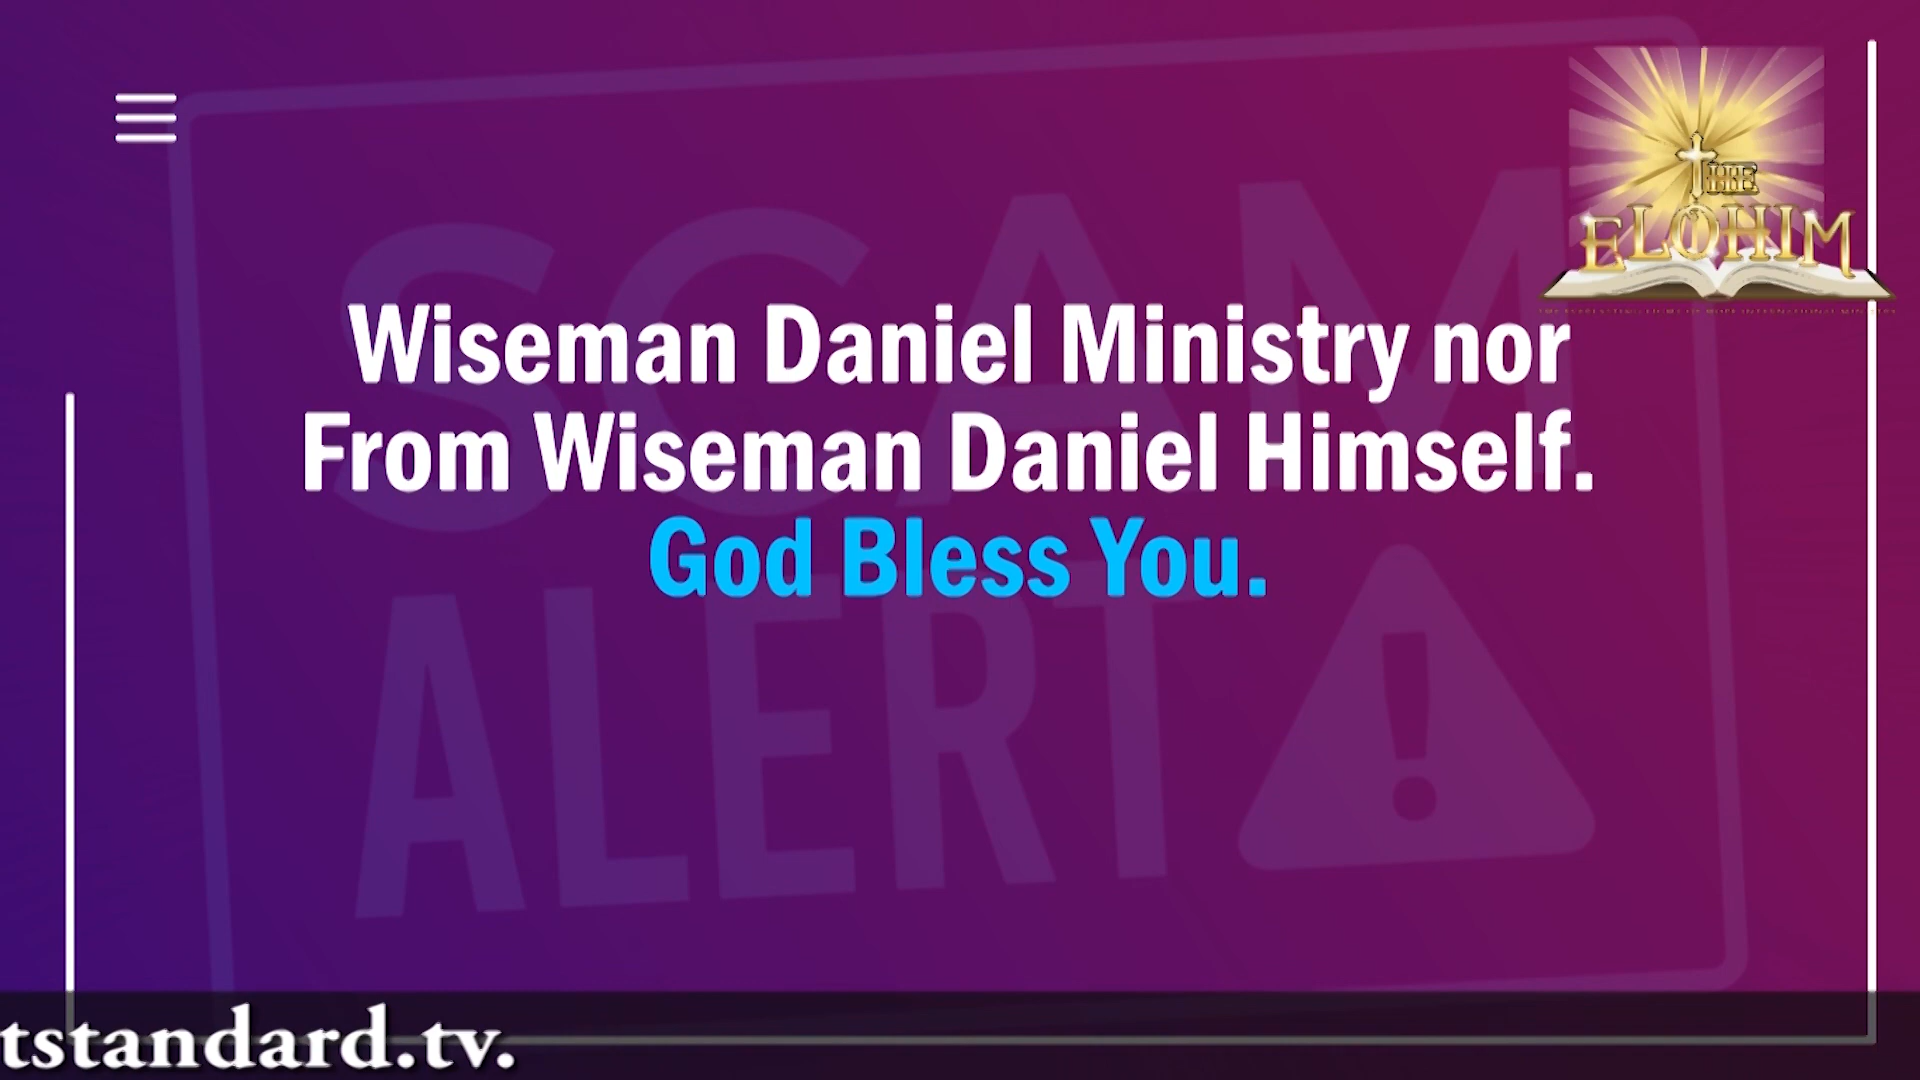 THE
ELOHIM
Wiseman Daniel Ministry nor
From Wiseman Daniel Himself.
God Bless You.
SCAM
ALERT
tstandard.tv.